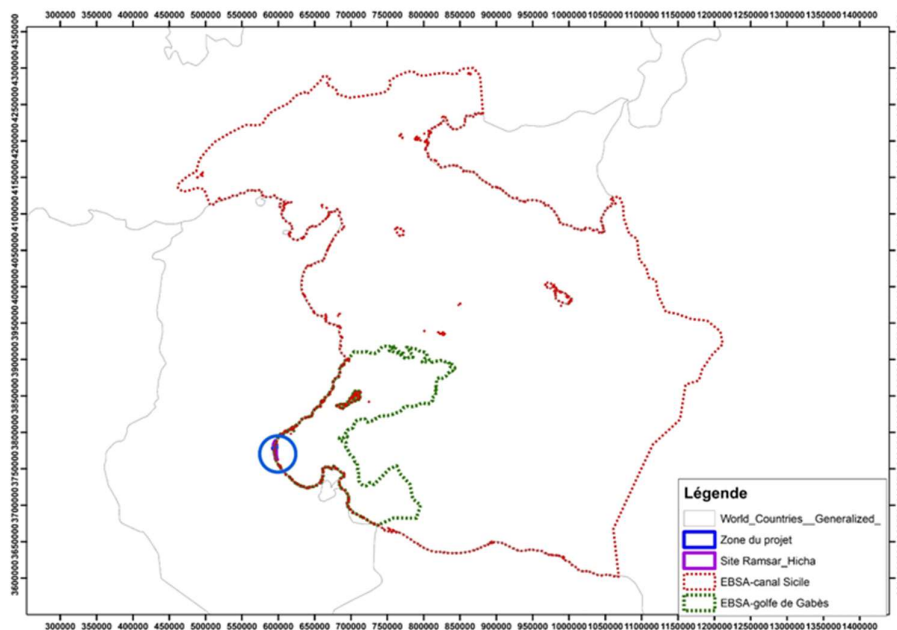 300000 350000 400000 450000 500000 550000 600000 650000 700000 750000 800000 850000 900000 950000 1000000 1050000 1100000 1150000 1200000 1250000 1300000 1350000 1400000
3600000 3650000 3700000 3750000 3800000 3850000 3900000 3950000 4000000 4050000 4100000 4150000 4200000 4250000 4300000 4350000
Légende
World_Countries__Generalized_
Zone du projet
Site Ramsar_Hicha
EBSA-canal Sicile
EBSA-golfe de Gabès
300000 350000 400000 450000 500000 550000 600000 650000 700000 750000 800000 850000 900000 950000 1000000 1050000 1100000 1150000 1200000 1250000 1300000 1350000 1400000